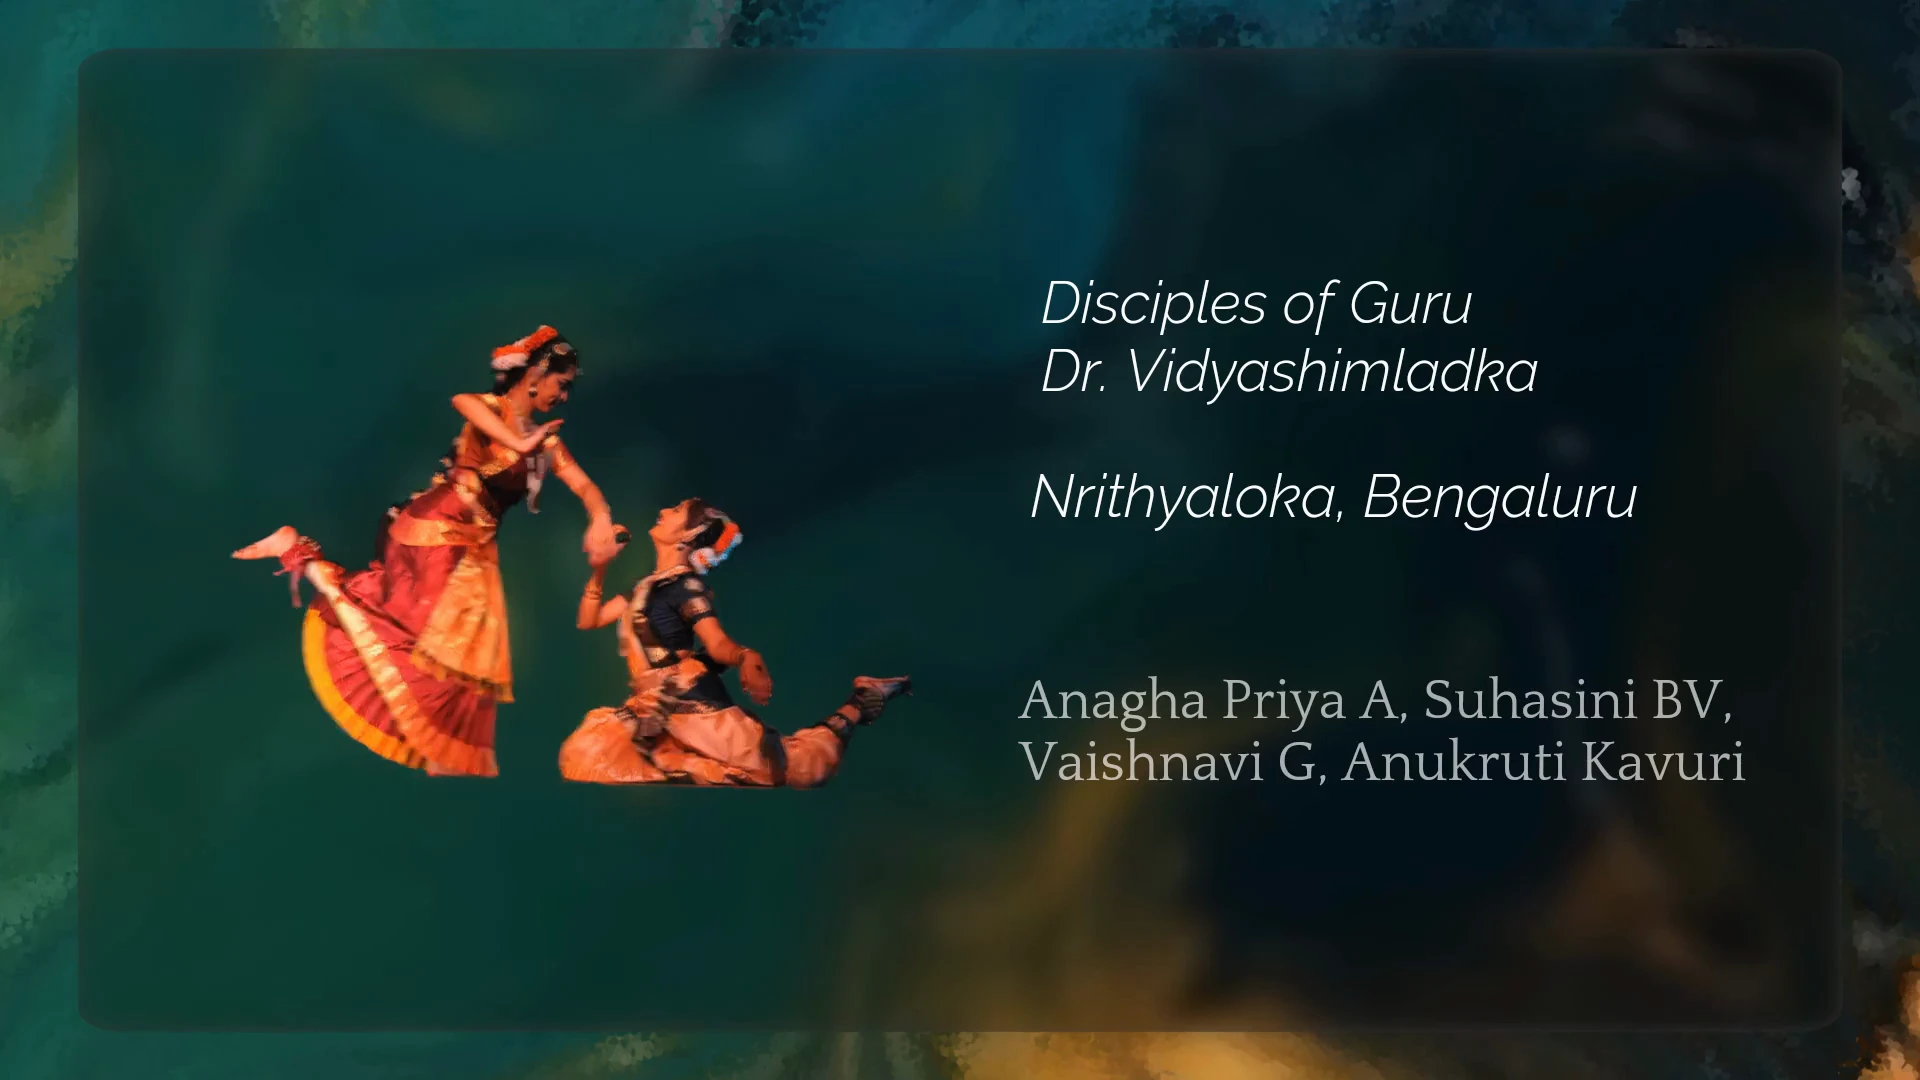 Disciples of Guru
Dr. Vidyashimladka
Nrithyaloka, Bengaluru
Anagha Priya A, Suhasini BV,
Vaishnavi G, Anukruti Kavuri